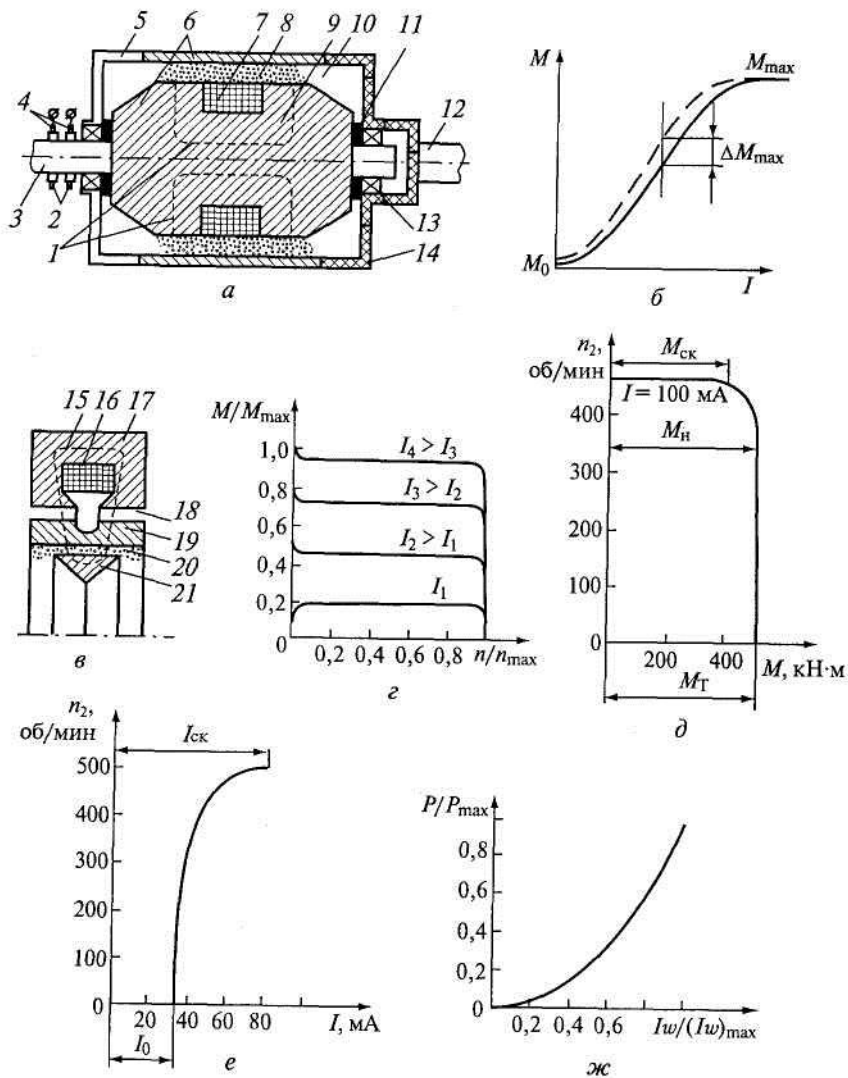 5 6 7 8 9 10 11
4
12
3
2
1
13
14
а
M
M_max
ΔM_max
M_0
I
б
15 16 17
18
19
20
21
в
M/M_max
1,0
0,8
0,6
0,4
0,2
0
I_4 > I_3
I_3 > I_2
I_2 > I_1
I_1
0,2 0,4 0,6 0,8 n/n_max
г
n_2,
об/мин
M_ск
I = 100 мА
400
M_н
300
200
100
0
200 400 M, кН·м
M_Т
д
n_2,
об/мин
I_ск
500
400
300
200
100
0
20 40 60 80 I, мА
I_0
е
P/P_max
0,8
0,6
0,4
0,2
0
0,2 0,4 0,6 Iw/(Iw)_max
ж